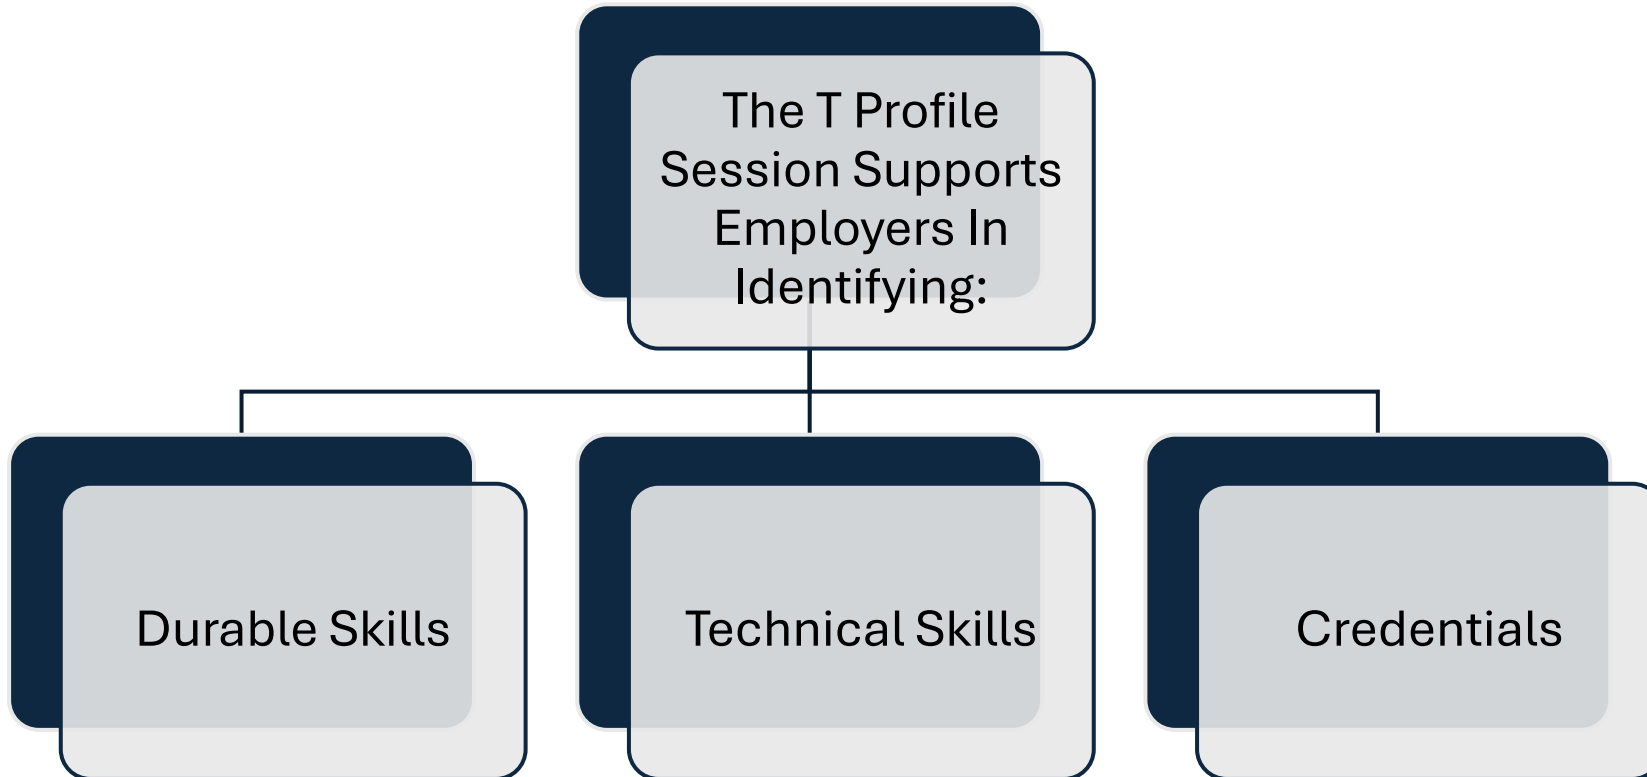 The T Profile
Session Supports
Employers In
Identifying:
Durable Skills
Technical Skills
Credentials